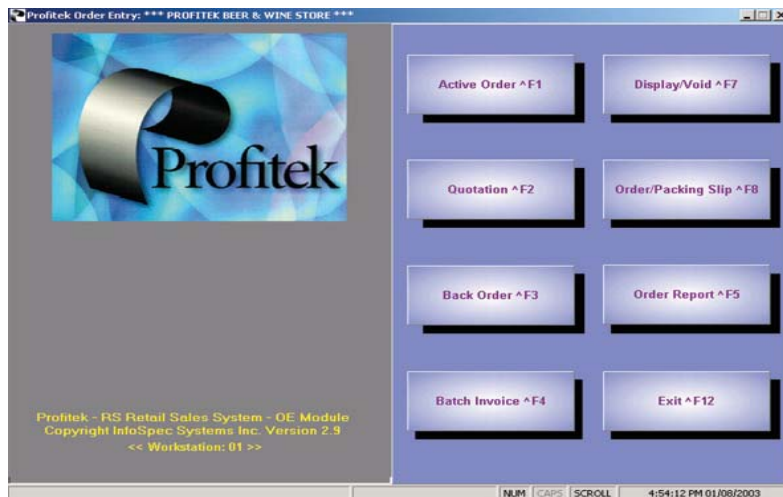 Profitek Order Entry: *** PROFITEK BEER & WINE STORE ***
Profitek
Active Order ^F1
Display/Void ^F7
Quotation ^F2
Order/Packing Slip ^F8
Back Order ^F3
Order Report ^F5
Batch Invoice ^F4
Exit ^F12
Profitek - RS Retail Sales System - OE Module
Copyright InfoSpec Systems Inc. Version 2.9
<< Workstation: 01 >>
NUM CAPS SCROLL 4:54:12 PM 01/08/2003